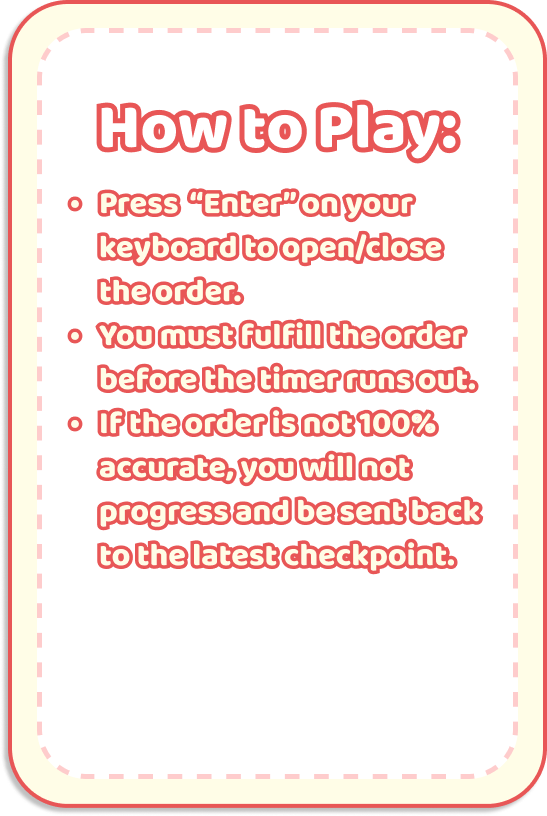 How to Play:
Press “Enter” on your
keyboard to open/close
the order.
You must fulfill the order
before the timer runs out.
If the order is not 100%
accurate, you will not
progress and be sent back
to the latest checkpoint.